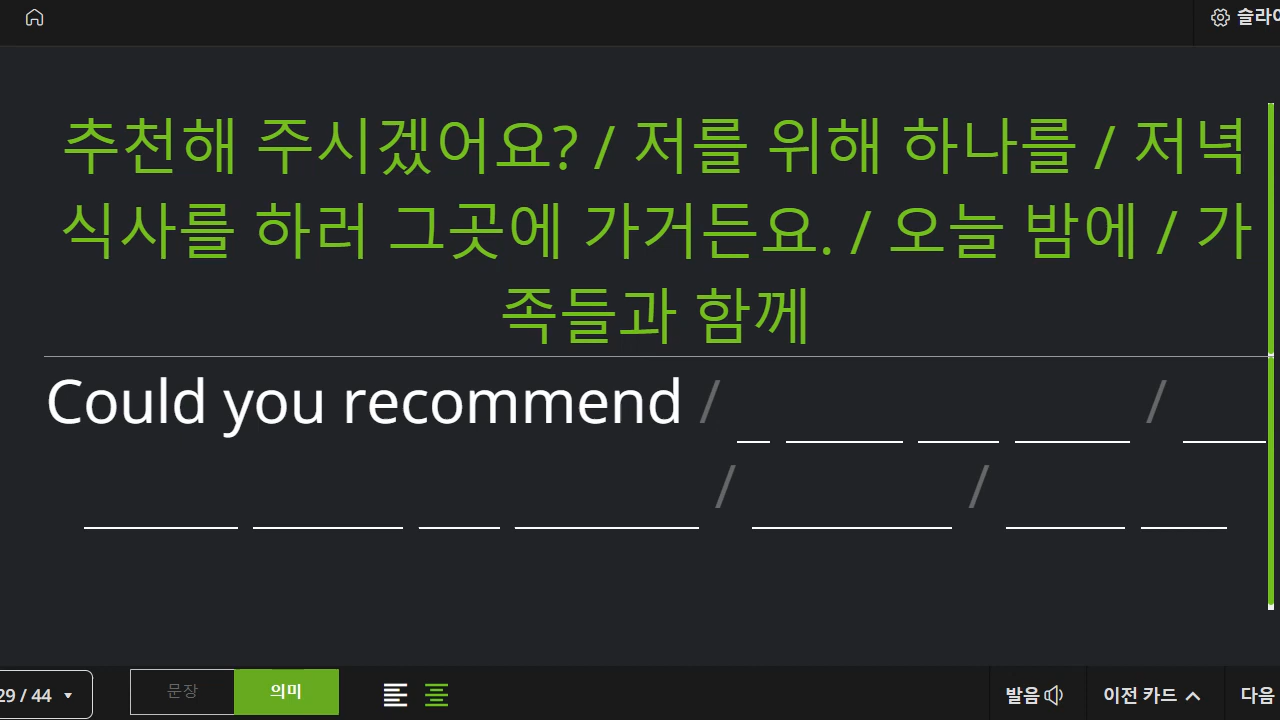 슬라이
추천해 주시겠어요? / 저를 위해 하나를 / 저녁
식사를 하러 그곳에 가거든요. / 오늘 밤에 / 가
족들과 함께
Could you recommend / /
/ /
29 / 44
문장
의미
발음
이전 카드
다음